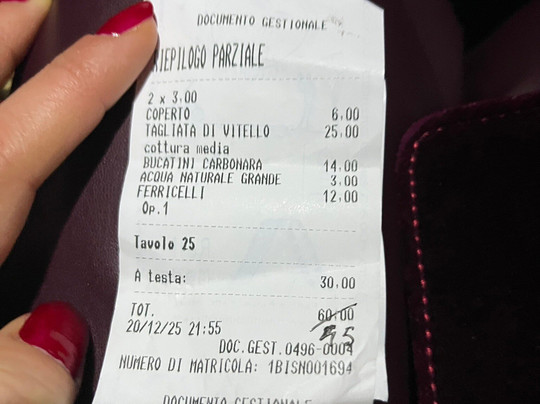 DOCUMENTO GESTIONALE
RIEPILOGO PARZIALE
2 x 3,00
COPERTO 6,00
TAGLIATA DI VITELLO 25,00
cottura media
BUCATINI CARBONARA 14,00
ACQUA NATURALE GRANDE 3,00
FERRICELLI 12,00
Op.1
Tavolo 25
A testa: 30,00
TOT. 60,00
20/12/25 21:55
DOC.GEST.0496-0004
NUMERO DI MATRICOLA: 1BISN001694
DOCUMENTO GESTIONALE